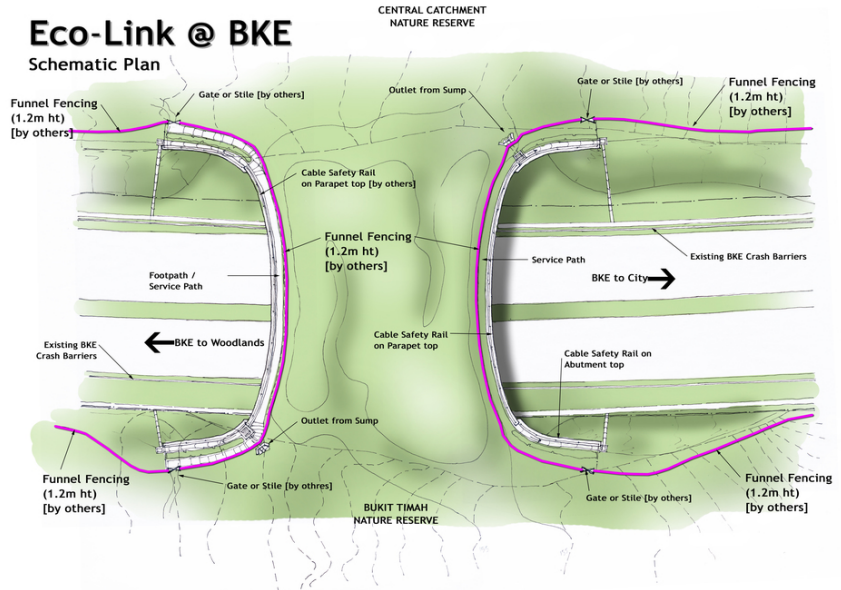 CENTRAL CATCHMENT
NATURE RESERVE
Eco-Link @ BKE
Schematic Plan
Funnel Fencing
(1.2m ht)
[by others]
Gate or Stile [by others]
Outlet from Sump
Gate or Stile [by others]
Funnel Fencing
(1.2m ht)
[by others]
Cable Safety Rail
on Parapet top [by others]
Funnel Fencing
(1.2m ht)
[by others]
Service Path
Existing BKE Crash Barriers
Footpath /
Service Path
BKE to City
Existing BKE
Crash Barriers
BKE to Woodlands
Cable Safety Rail
on Parapet top
Cable Safety Rail on
Abutment top
Outlet from Sump
Funnel Fencing
(1.2m ht)
[by others]
Gate or Stile [by othres]
BUKIT TIMAH
NATURE RESERVE
Gate or Stile [by others]
Funnel Fencing
(1.2m ht)
[by others]